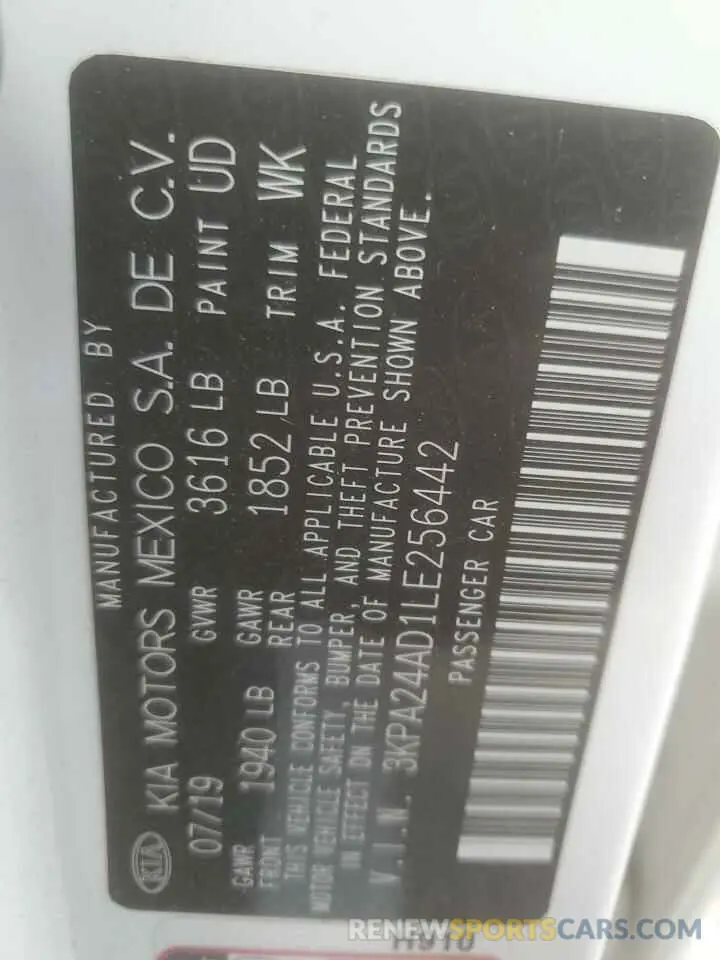 MANUFACTURED BY
KIA KIA MOTORS MEXICO S.A. DE C.V.
07/19 GVWR 3616 LB PAINT UD
GAWR FRONT 1940 LB GAWR REAR 1852 LB TRIM WK
THIS VEHICLE CONFORMS TO ALL APPLICABLE U.S.A. FEDERAL
MOTOR VEHICLE SAFETY, BUMPER, AND THEFT PREVENTION STANDARDS
IN EFFECT ON THE DATE OF MANUFACTURE SHOWN ABOVE.
V.I.N. 3KPA24AD1LE256442
PASSENGER CAR
RENEWSPORTSCARS.COM